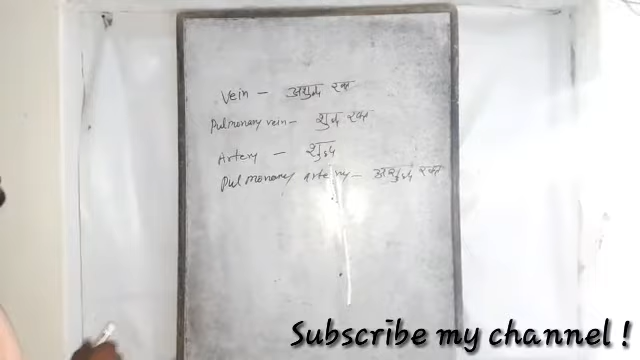 Vein — अशुद्ध रक्त
Pulmonary vein — शुद्ध रक्त
Artery — शुद्ध
Pulmonary artery — अशुद्ध रक्त
Subscribe my channel !